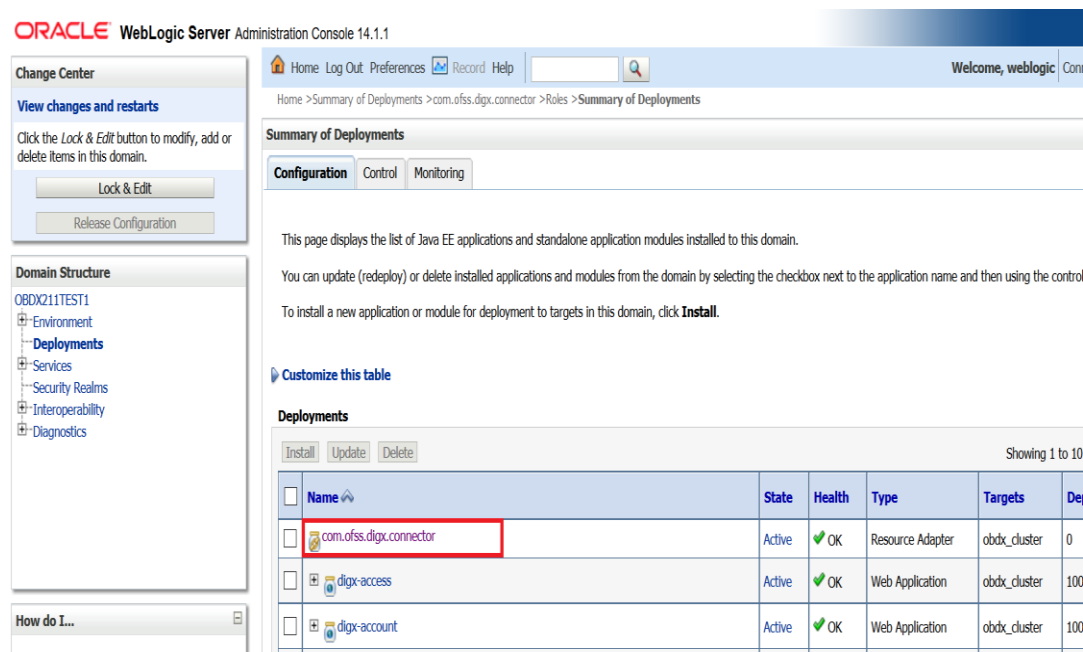 ORACLE WebLogic Server Administration Console 14.1.1
Change Center
View changes and restarts
Click the Lock & Edit button to modify, add or
delete items in this domain.
Lock & Edit
Release Configuration
Domain Structure
OBDX211TEST1
Environment
Deployments
Services
Security Realms
Interoperability
Diagnostics
How do I...
Home Log Out Preferences Record Help
Welcome, weblogic Conn
Home >Summary of Deployments >com.ofss.digx.connector >Roles >Summary of Deployments
Summary of Deployments
Configuration Control Monitoring
This page displays the list of Java EE applications and standalone application modules installed to this domain.
You can update (redeploy) or delete installed applications and modules from the domain by selecting the checkbox next to the application name and then using the control
To install a new application or module for deployment to targets in this domain, click Install.
Customize this table
Deployments
Install Update Delete
Showing 1 to 10
Name State Health Type Targets Dep
com.ofss.digx.connector Active OK Resource Adapter obdx_cluster 0
digx-access Active OK Web Application obdx_cluster 100
digx-account Active OK Web Application obdx_cluster 100